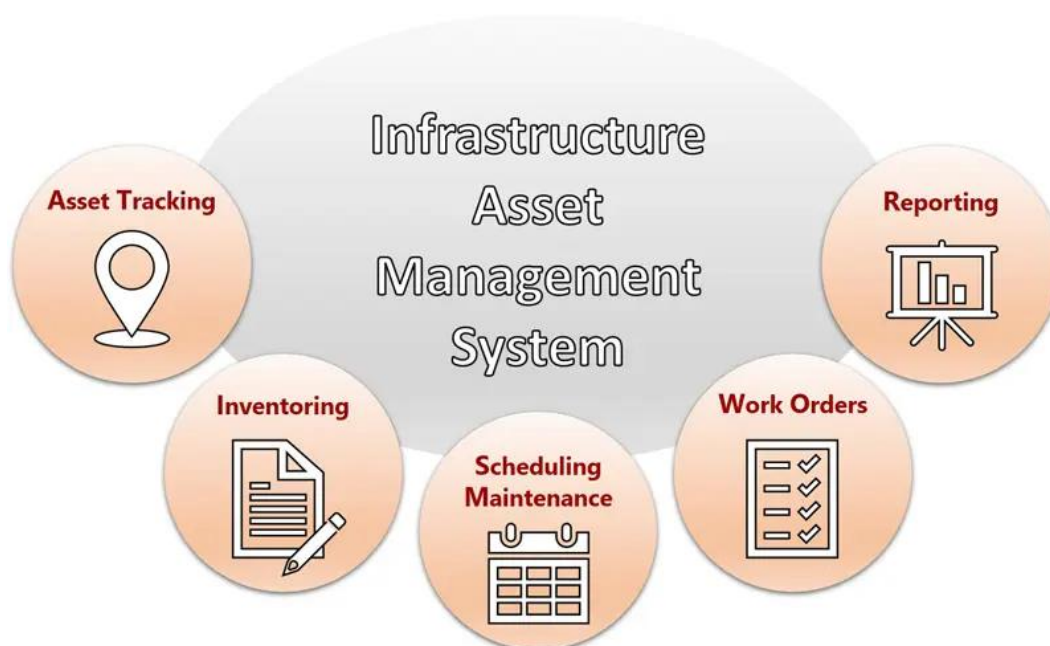 Infrastructure
Asset
Management
System
Asset Tracking
Inventoring
Scheduling
Maintenance
Work Orders
Reporting